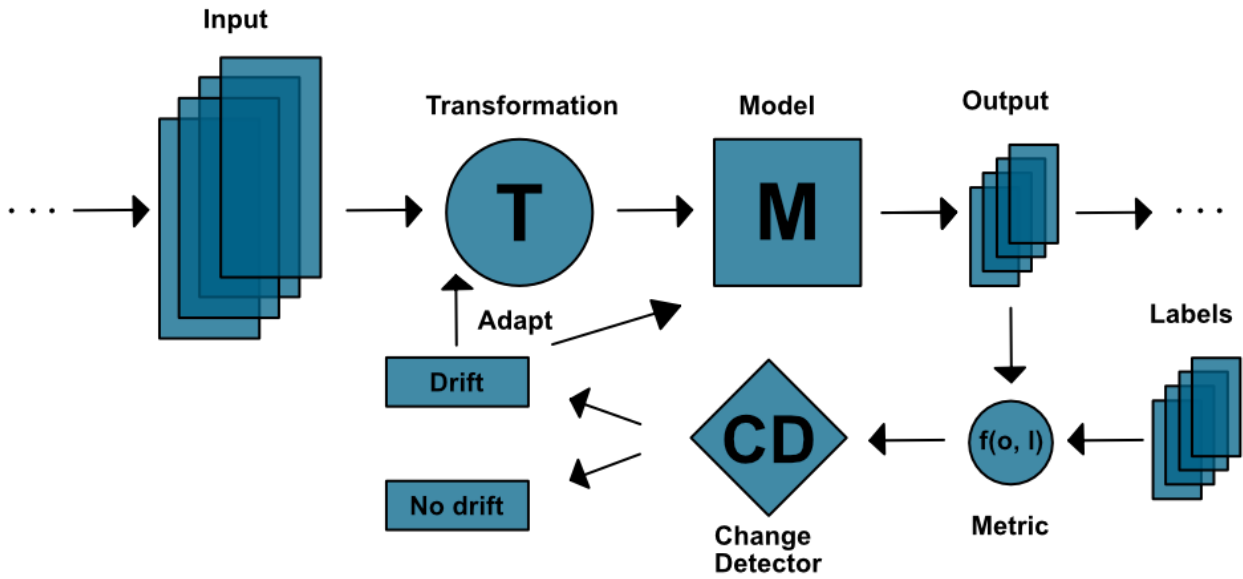 Input
Transformation
Model
Output
T
M
. . .
. . .
Adapt
Labels
Drift
CD
f(o, l)
No drift
Metric
Change
Detector